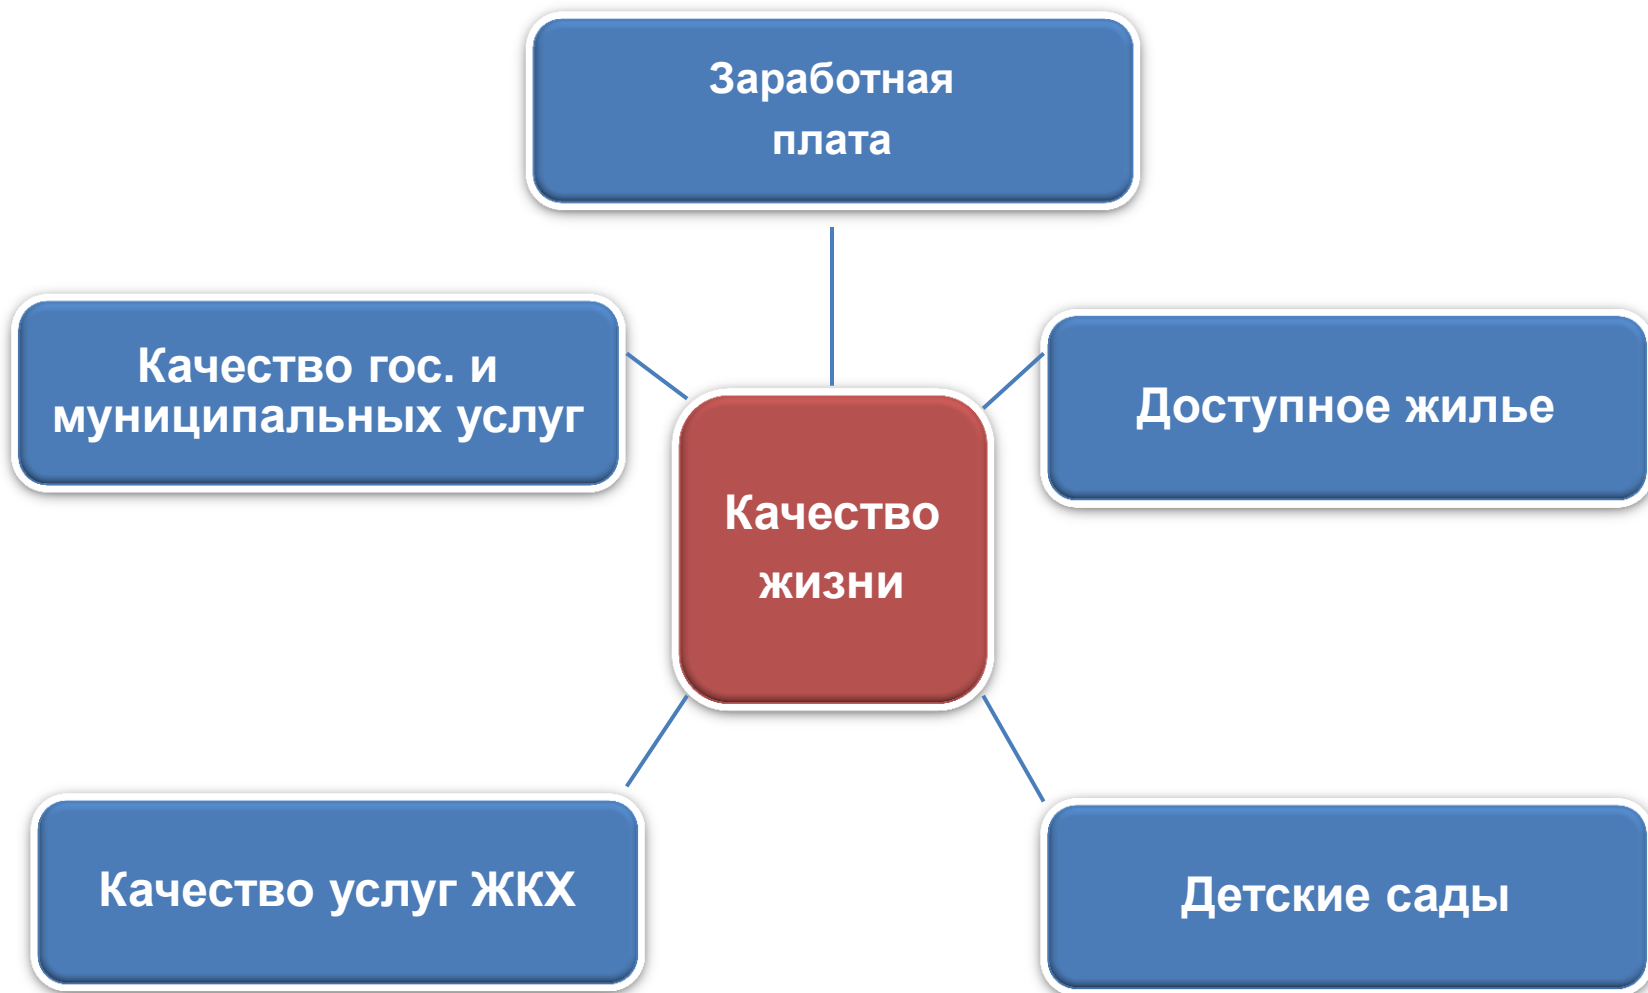 Заработная
плата
Качество гос. и
муниципальных услуг
Доступное жилье
Качество
жизни
Качество услуг ЖКХ
Детские сады